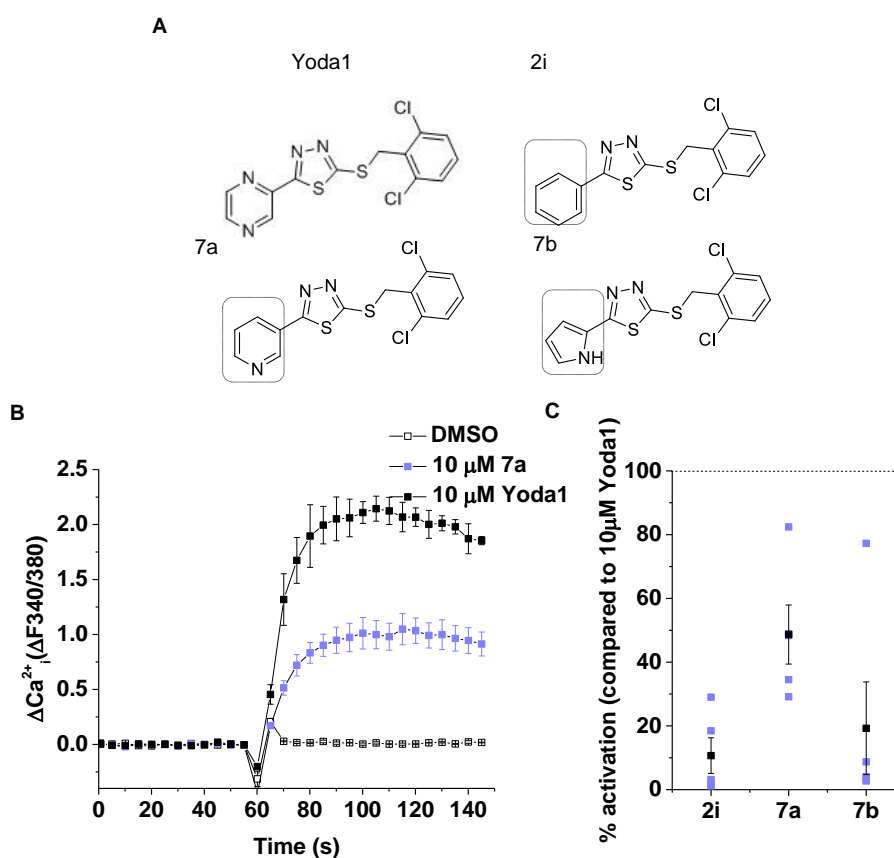 A
Yoda1
2i
Cl
N N
S
S
Cl
N
N
Cl
N N
S
S
Cl
7a
7b
Cl
N N
S
S
Cl
N
Cl
N N
S
S
Cl
NH
B
C
DMSO
10 μM 7a
10 μM Yoda1
ΔCa²⁺ᵢ(ΔF340/380)
2.5
2.0
1.5
1.0
0.5
0.0
0 20 40 60 80 100 120 140
Time (s)
% activation (compared to 10μM Yoda1)
100
80
60
40
20
0
2i 7a 7b